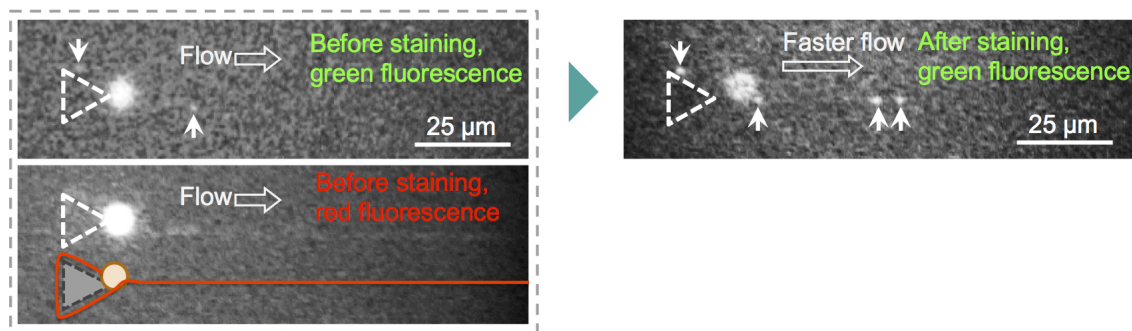 Flow
Before staining,
green fluorescence
25 μm
Flow
Before staining,
red fluorescence
Faster flow
After staining,
green fluorescence
25 μm